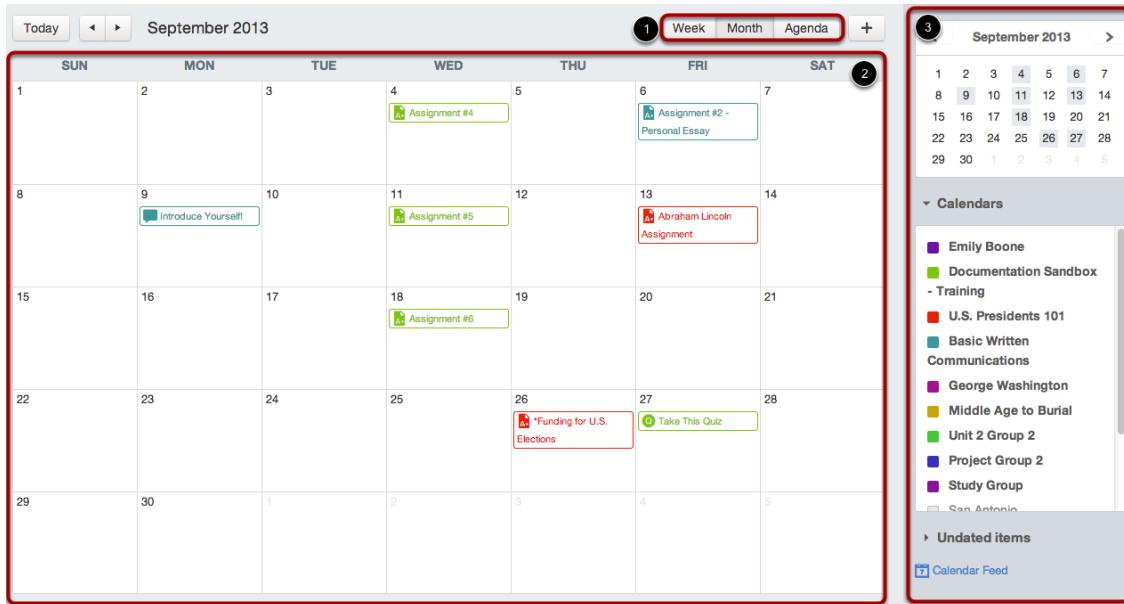 Today
September 2013
1
Week Month Agenda
+
SUN MON TUE WED THU FRI SAT
2
1 2 3 4 5 6 7
Assignment #4
Assignment #2 -
Personal Essay
8 9 10 11 12 13 14
Introduce Yourself!
Assignment #5
Abraham Lincoln
Assignment
15 16 17 18 19 20 21
Assignment #6
22 23 24 25 26 27 28
*Funding for U.S.
Elections
Q Take This Quiz
29 30 1 2 3 4 5
3
September 2013
1 2 3 4 5 6 7
8 9 10 11 12 13 14
15 16 17 18 19 20 21
22 23 24 25 26 27 28
29 30 1 2 3 4 5
Calendars
Emily Boone
Documentation Sandbox
- Training
U.S. Presidents 101
Basic Written
Communications
George Washington
Middle Age to Burial
Unit 2 Group 2
Project Group 2
Study Group
San Antonio
Undated items
7 Calendar Feed